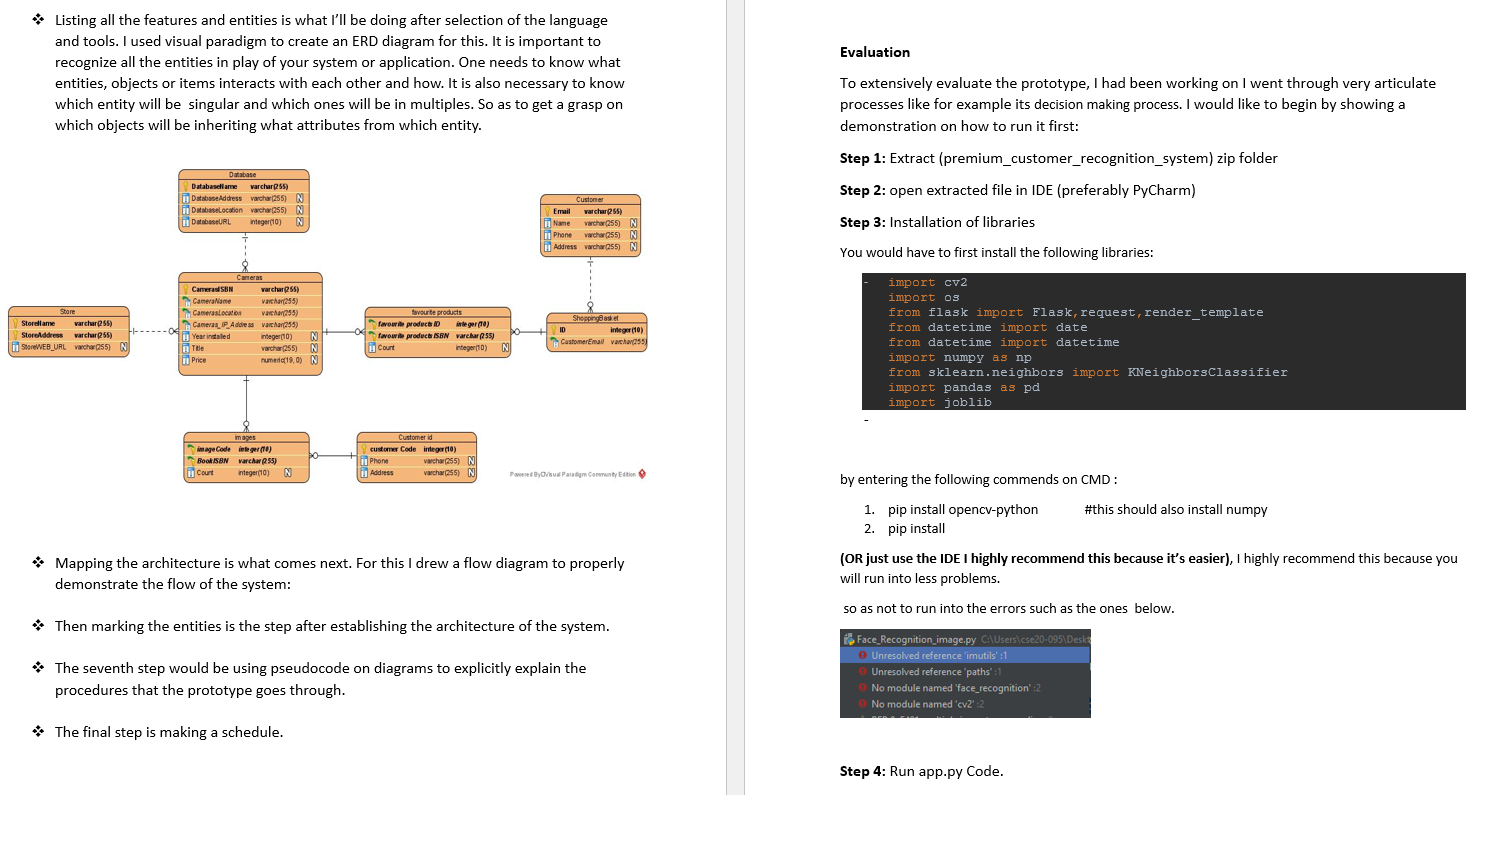 ❖ Listing all the features and entities is what I'll be doing after selection of the language
and tools. I used visual paradigm to create an ERD diagram for this. It is important to
recognize all the entities in play of your system or application. One needs to know what
entities, objects or items interacts with each other and how. It is also necessary to know
which entity will be  singular and which ones will be in multiples. So as to get a grasp on
which objects will be inheriting what attributes from which entity.
Database
DatabaseName varchar(255)
DatabaseAddress varchar(255) N
DatabaseLocation varchar(255) N
DatabaseURL integer(10) N
Customer
Email varchar(255)
Name varchar(255) N
Phone varchar(255) N
Address varchar(255) N
Cameras
CamerasISBN varchar(255)
CameraName varchar(255)
CamerasLocation varchar(255)
Cameras_IP_Address varchar(255)
Year installed integer(10) N
Title varchar(255) N
Price numeric(19, 0) N
Store
StoreName varchar(255)
StoreAddress varchar(255)
StoreWEB_URL varchar(255) N
favourite products
favourite products ID integer(10)
favourite products ISBN varchar(255)
Count integer(10) N
ShoppingBasket
ID integer(10)
CustomerEmail varchar(255)
images
imageCode integer(10)
BookISBN varchar(255)
Count integer(10) N
Customer id
customer Code integer(10)
Phone varchar(255) N
Address varchar(255) N
Powered By Visual Paradigm Community Edition
❖ Mapping the architecture is what comes next. For this I drew a flow diagram to properly
demonstrate the flow of the system:
❖ Then marking the entities is the step after establishing the architecture of the system.
❖ The seventh step would be using pseudocode on diagrams to explicitly explain the
procedures that the prototype goes through.
❖ The final step is making a schedule.
Evaluation
To extensively evaluate the prototype, I had been working on I went through very articulate
processes like for example its decision making process. I would like to begin by showing a
demonstration on how to run it first:
Step 1: Extract (premium_customer_recognition_system) zip folder
Step 2: open extracted file in IDE (preferably PyCharm)
Step 3: Installation of libraries
You would have to first install the following libraries:
- import cv2
import os
from flask import Flask,request,render_template
from datetime import date
from datetime import datetime
import numpy as np
from sklearn.neighbors import KNeighborsClassifier
import pandas as pd
import joblib
-
by entering the following commends on CMD :
1. pip install opencv-python #this should also install numpy
2. pip install
(OR just use the IDE I highly recommend this because it's easier), I highly recommend this because you
will run into less problems.
so as not to run into the errors such as the ones  below.
Face_Recognition_image.py C:\Users\cse20-095\Deskt
Unresolved reference 'imutils' :1
Unresolved reference 'paths' :1
No module named 'face_recognition' :2
No module named 'cv2' :2
Step 4: Run app.py Code.